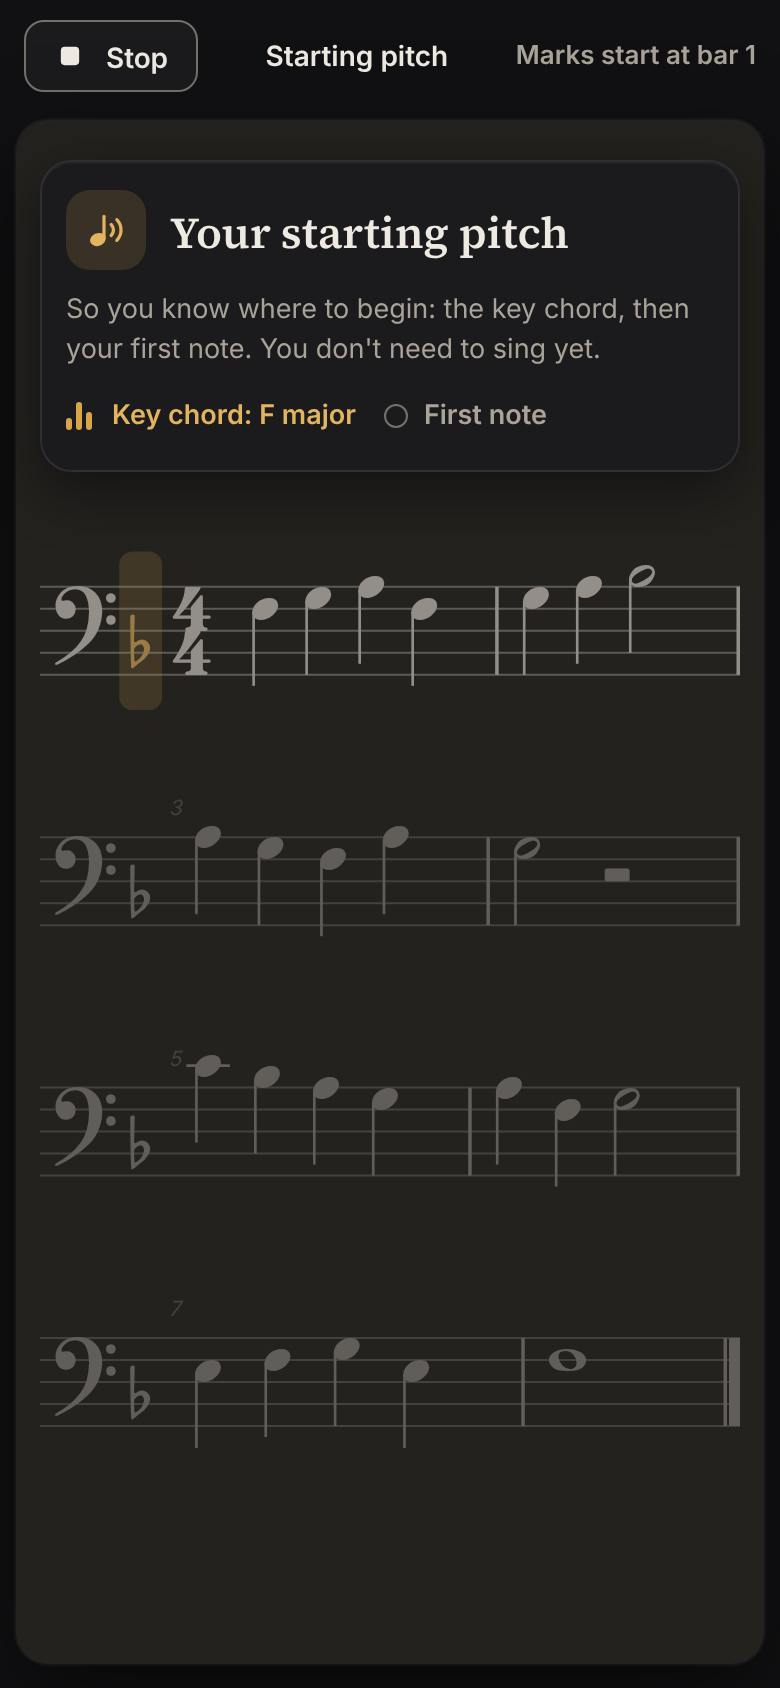 Stop
Starting pitch
Marks start at bar 1
Your starting pitch
So you know where to begin: the key chord, then
your first note. You don't need to sing yet.
Key chord: F major
First note
4
4
3
5
7